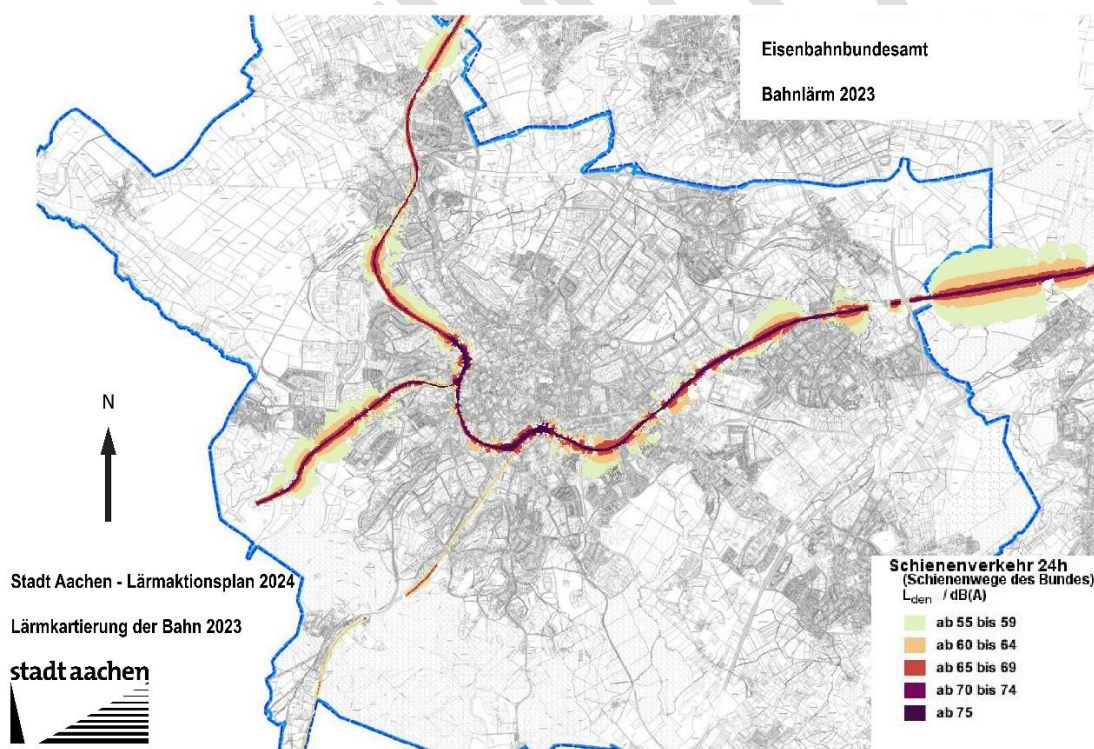 Eisenbahnbundesamt
Bahnlärm 2023
N
Stadt Aachen - Lärmaktionsplan 2024
Lärmkartierung der Bahn 2023
stadt aachen
Schienenverkehr 24h
(Schienenwege des Bundes)
Lden / dB(A)
ab 55 bis 59
ab 60 bis 64
ab 65 bis 69
ab 70 bis 74
ab 75